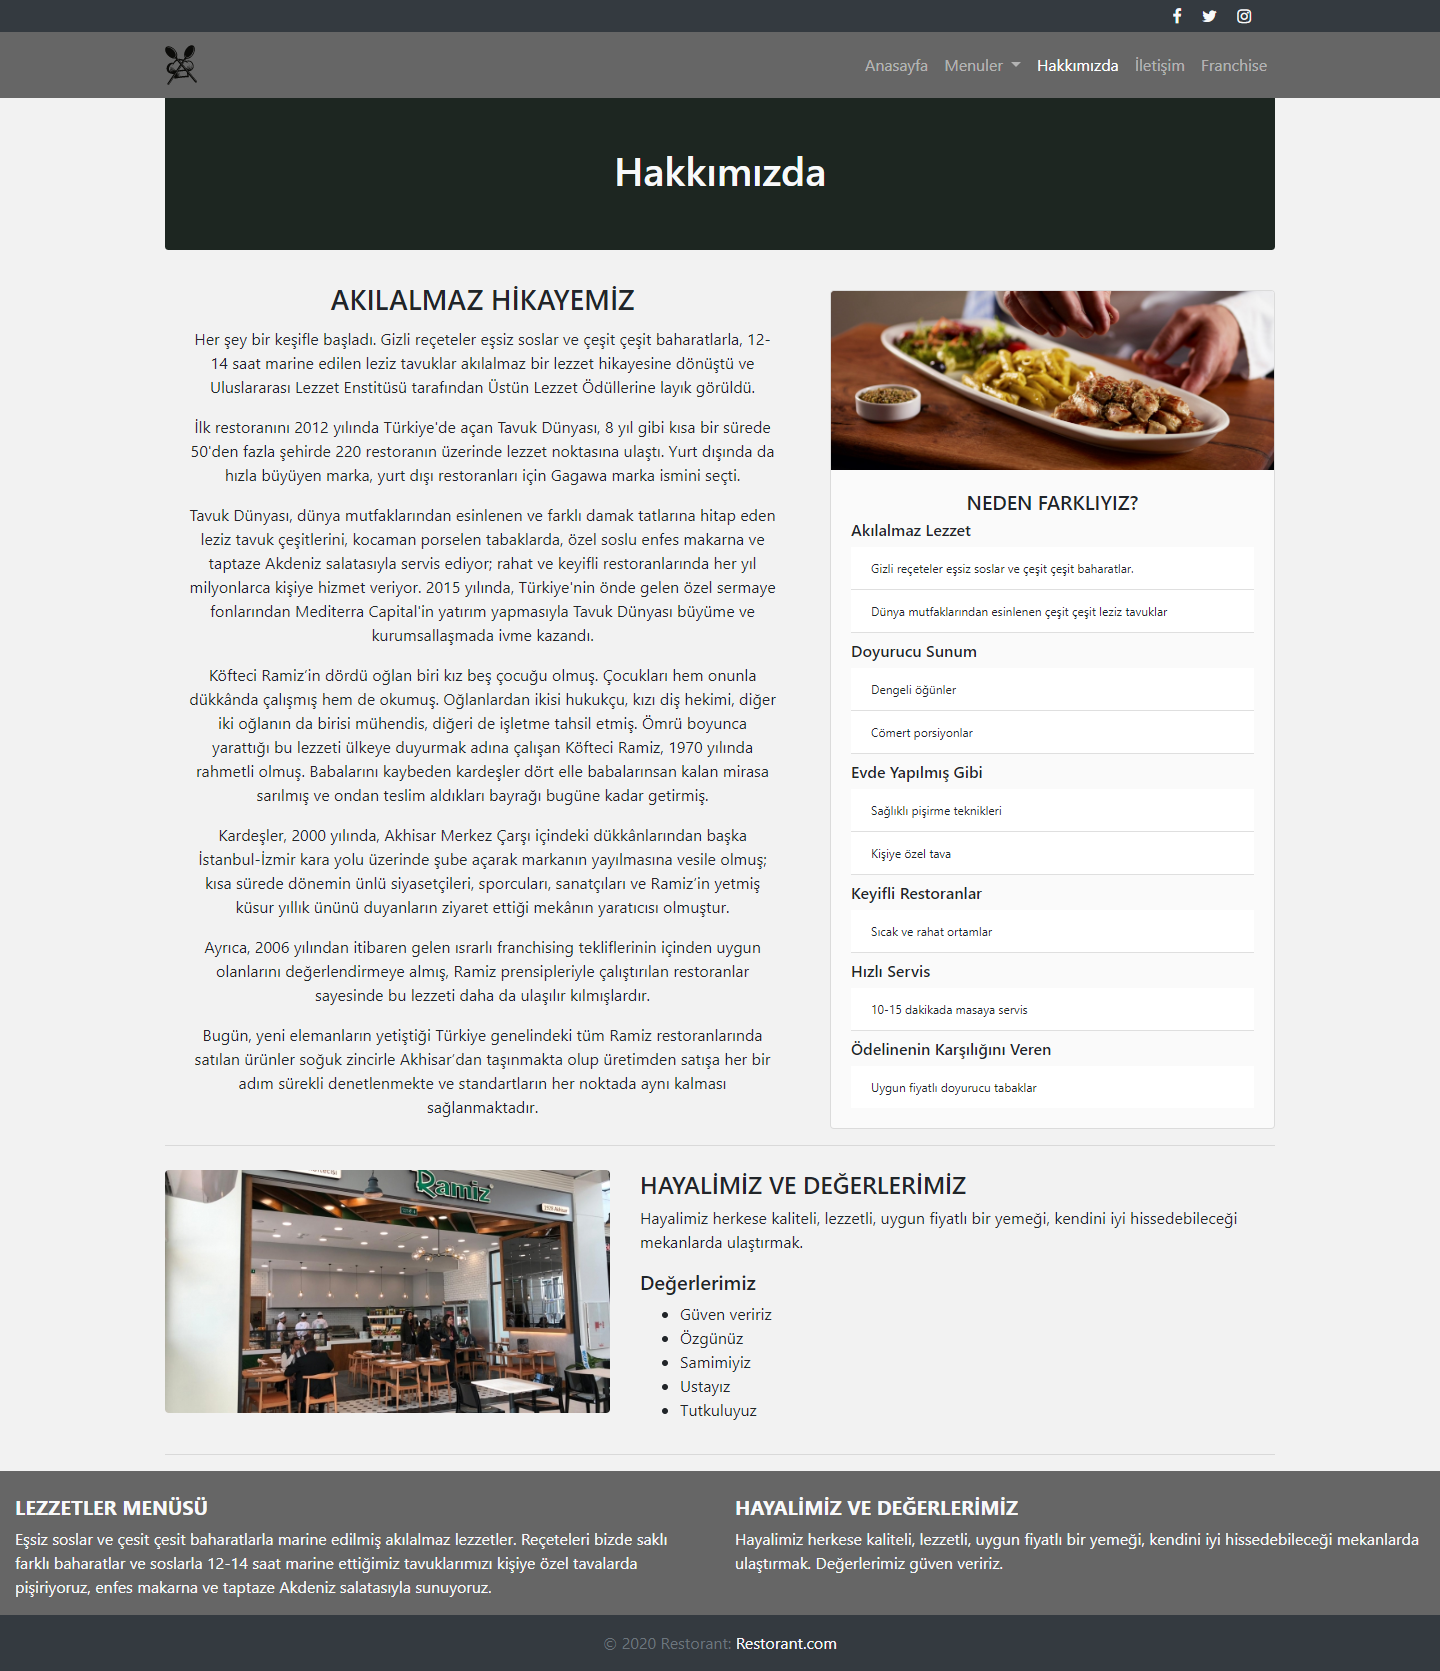 Anasayfa Menuler Hakkımızda İletişim Franchise
Hakkımızda
AKILALMAZ HİKAYEMİZ
Her şey bir keşifle başladı. Gizli reçeteler eşsiz soslar ve çeşit çeşit baharatlarla, 12-
14 saat marine edilen leziz tavuklar akılalmaz bir lezzet hikayesine dönüştü ve
Uluslararası Lezzet Enstitüsü tarafından Üstün Lezzet Ödüllerine layık görüldü.
İlk restoranını 2012 yılında Türkiye'de açan Tavuk Dünyası, 8 yıl gibi kısa bir sürede
50'den fazla şehirde 220 restoranın üzerinde lezzet noktasına ulaştı. Yurt dışında da
hızla büyüyen marka, yurt dışı restoranları için Gagawa marka ismini seçti.
Tavuk Dünyası, dünya mutfaklarından esinlenen ve farklı damak tatlarına hitap eden
leziz tavuk çeşitlerini, kocaman porselen tabaklarda, özel soslu enfes makarna ve
taptaze Akdeniz salatasıyla servis ediyor; rahat ve keyifli restoranlarında her yıl
milyonlarca kişiye hizmet veriyor. 2015 yılında, Türkiye'nin önde gelen özel sermaye
fonlarından Mediterra Capital'in yatırım yapmasıyla Tavuk Dünyası büyüme ve
kurumsallaşmada ivme kazandı.
Köfteci Ramiz’in dördü oğlan biri kız beş çocuğu olmuş. Çocukları hem onunla
dükkânda çalışmış hem de okumuş. Oğlanlardan ikisi hukukçu, kızı diş hekimi, diğer
iki oğlanın da birisi mühendis, diğeri de işletme tahsil etmiş. Ömrü boyunca
yarattığı bu lezzeti ülkeye duyurmak adına çalışan Köfteci Ramiz, 1970 yılında
rahmetli olmuş. Babalarını kaybeden kardeşler dört elle babalarınsan kalan mirasa
sarılmış ve ondan teslim aldıkları bayrağı bugüne kadar getirmiş.
Kardeşler, 2000 yılında, Akhisar Merkez Çarşı içindeki dükkânlarından başka
İstanbul-İzmir kara yolu üzerinde şube açarak markanın yayılmasına vesile olmuş;
kısa sürede dönemin ünlü siyasetçileri, sporcuları, sanatçıları ve Ramiz’in yetmiş
küsur yıllık ününü duyanların ziyaret ettiği mekânın yaratıcısı olmuştur.
Ayrıca, 2006 yılından itibaren gelen ısrarlı franchising tekliflerinin içinden uygun
olanlarını değerlendirmeye almış, Ramiz prensipleriyle çalıştırılan restoranlar
sayesinde bu lezzeti daha da ulaşılır kılmışlardır.
Bugün, yeni elemanların yetiştiği Türkiye genelindeki tüm Ramiz restoranlarında
satılan ürünler soğuk zincirle Akhisar’dan taşınmakta olup üretimden satışa her bir
adım sürekli denetlenmekte ve standartların her noktada aynı kalması
sağlanmaktadır.
NEDEN FARKLIYIZ?
Akılalmaz Lezzet
Gizli reçeteler eşsiz soslar ve çeşit çeşit baharatlar.
Dünya mutfaklarından esinlenen çeşit çeşit leziz tavuklar
Doyurucu Sunum
Dengeli öğünler
Cömert porsiyonlar
Evde Yapılmış Gibi
Sağlıklı pişirme teknikleri
Kişiye özel tava
Keyifli Restoranlar
Sıcak ve rahat ortamlar
Hızlı Servis
10-15 dakikada masaya servis
Ödelinenin Karşılığını Veren
Uygun fiyatlı doyurucu tabaklar
Ramiz
HAYALİMİZ VE DEĞERLERİMİZ
Hayalimiz herkese kaliteli, lezzetli, uygun fiyatlı bir yemeği, kendini iyi hissedebileceği
mekanlarda ulaştırmak.
Değerlerimiz
Güven veririz
Özgünüz
Samimiyiz
Ustayız
Tutkuluyuz
LEZZETLER MENÜSÜ
Eşsiz soslar ve çesit çesit baharatlarla marine edilmiş akılalmaz lezzetler. Reçeteleri bizde saklı
farklı baharatlar ve soslarla 12-14 saat marine ettiğimiz tavuklarımızı kişiye özel tavalarda
pişiriyoruz, enfes makarna ve taptaze Akdeniz salatasıyla sunuyoruz.
HAYALİMİZ VE DEĞERLERİMİZ
Hayalimiz herkese kaliteli, lezzetli, uygun fiyatlı bir yemeği, kendini iyi hissedebileceği mekanlarda
ulaştırmak. Değerlerimiz güven veririz.
© 2020 Restorant: Restorant.com